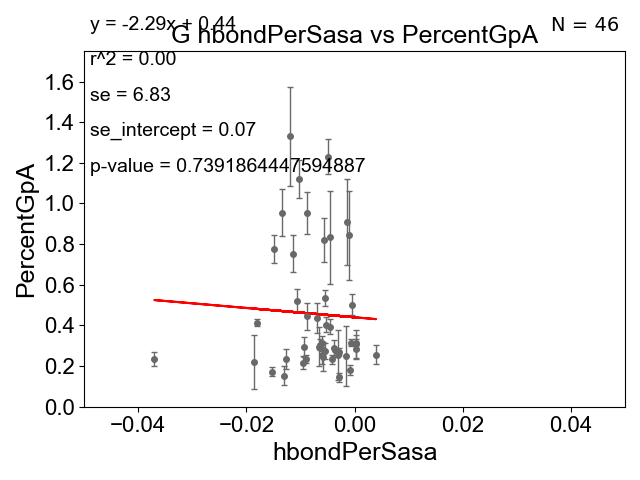 y = -2.29x + 0.44
N = 46
G hbondPerSasa vs PercentGpA
r^2 = 0.00
se = 6.83
se_intercept = 0.07
p-value = 0.7391864447594887
PercentGpA
1.6
1.4
1.2
1.0
0.8
0.6
0.4
0.2
0.0
−0.04 −0.02 0.00 0.02 0.04
hbondPerSasa